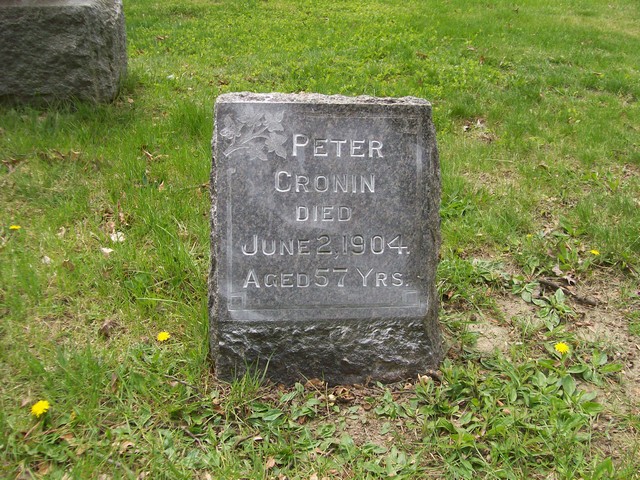 PETER
CRONIN
DIED
JUNE 2, 1904.
AGED 57 YRS.